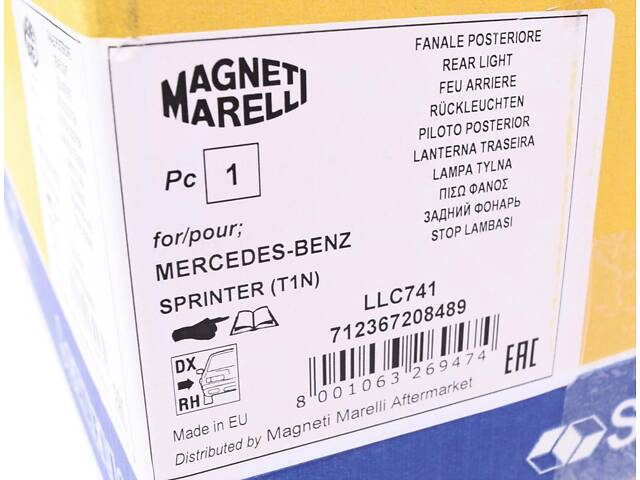 MAGNETI
MARELLI
Pc 1
for/pour;
MERCEDES-BENZ
SPRINTER (T1N)
DX
RH
Made in EU
Distributed by Magneti Marelli Aftermarket
FANALE POSTERIORE
REAR LIGHT
FEU ARRIERE
RÜCKLEUCHTEN
PILOTO POSTERIOR
LANTERNA TRASEIRA
LAMPA TYLNA
ΠΙΣΩ ΦΑΝΟΣ
ЗАДНИЙ ФОНАРЬ
STOP LAMBASI
LLC741
712367208489
8 001063 269474
EAC